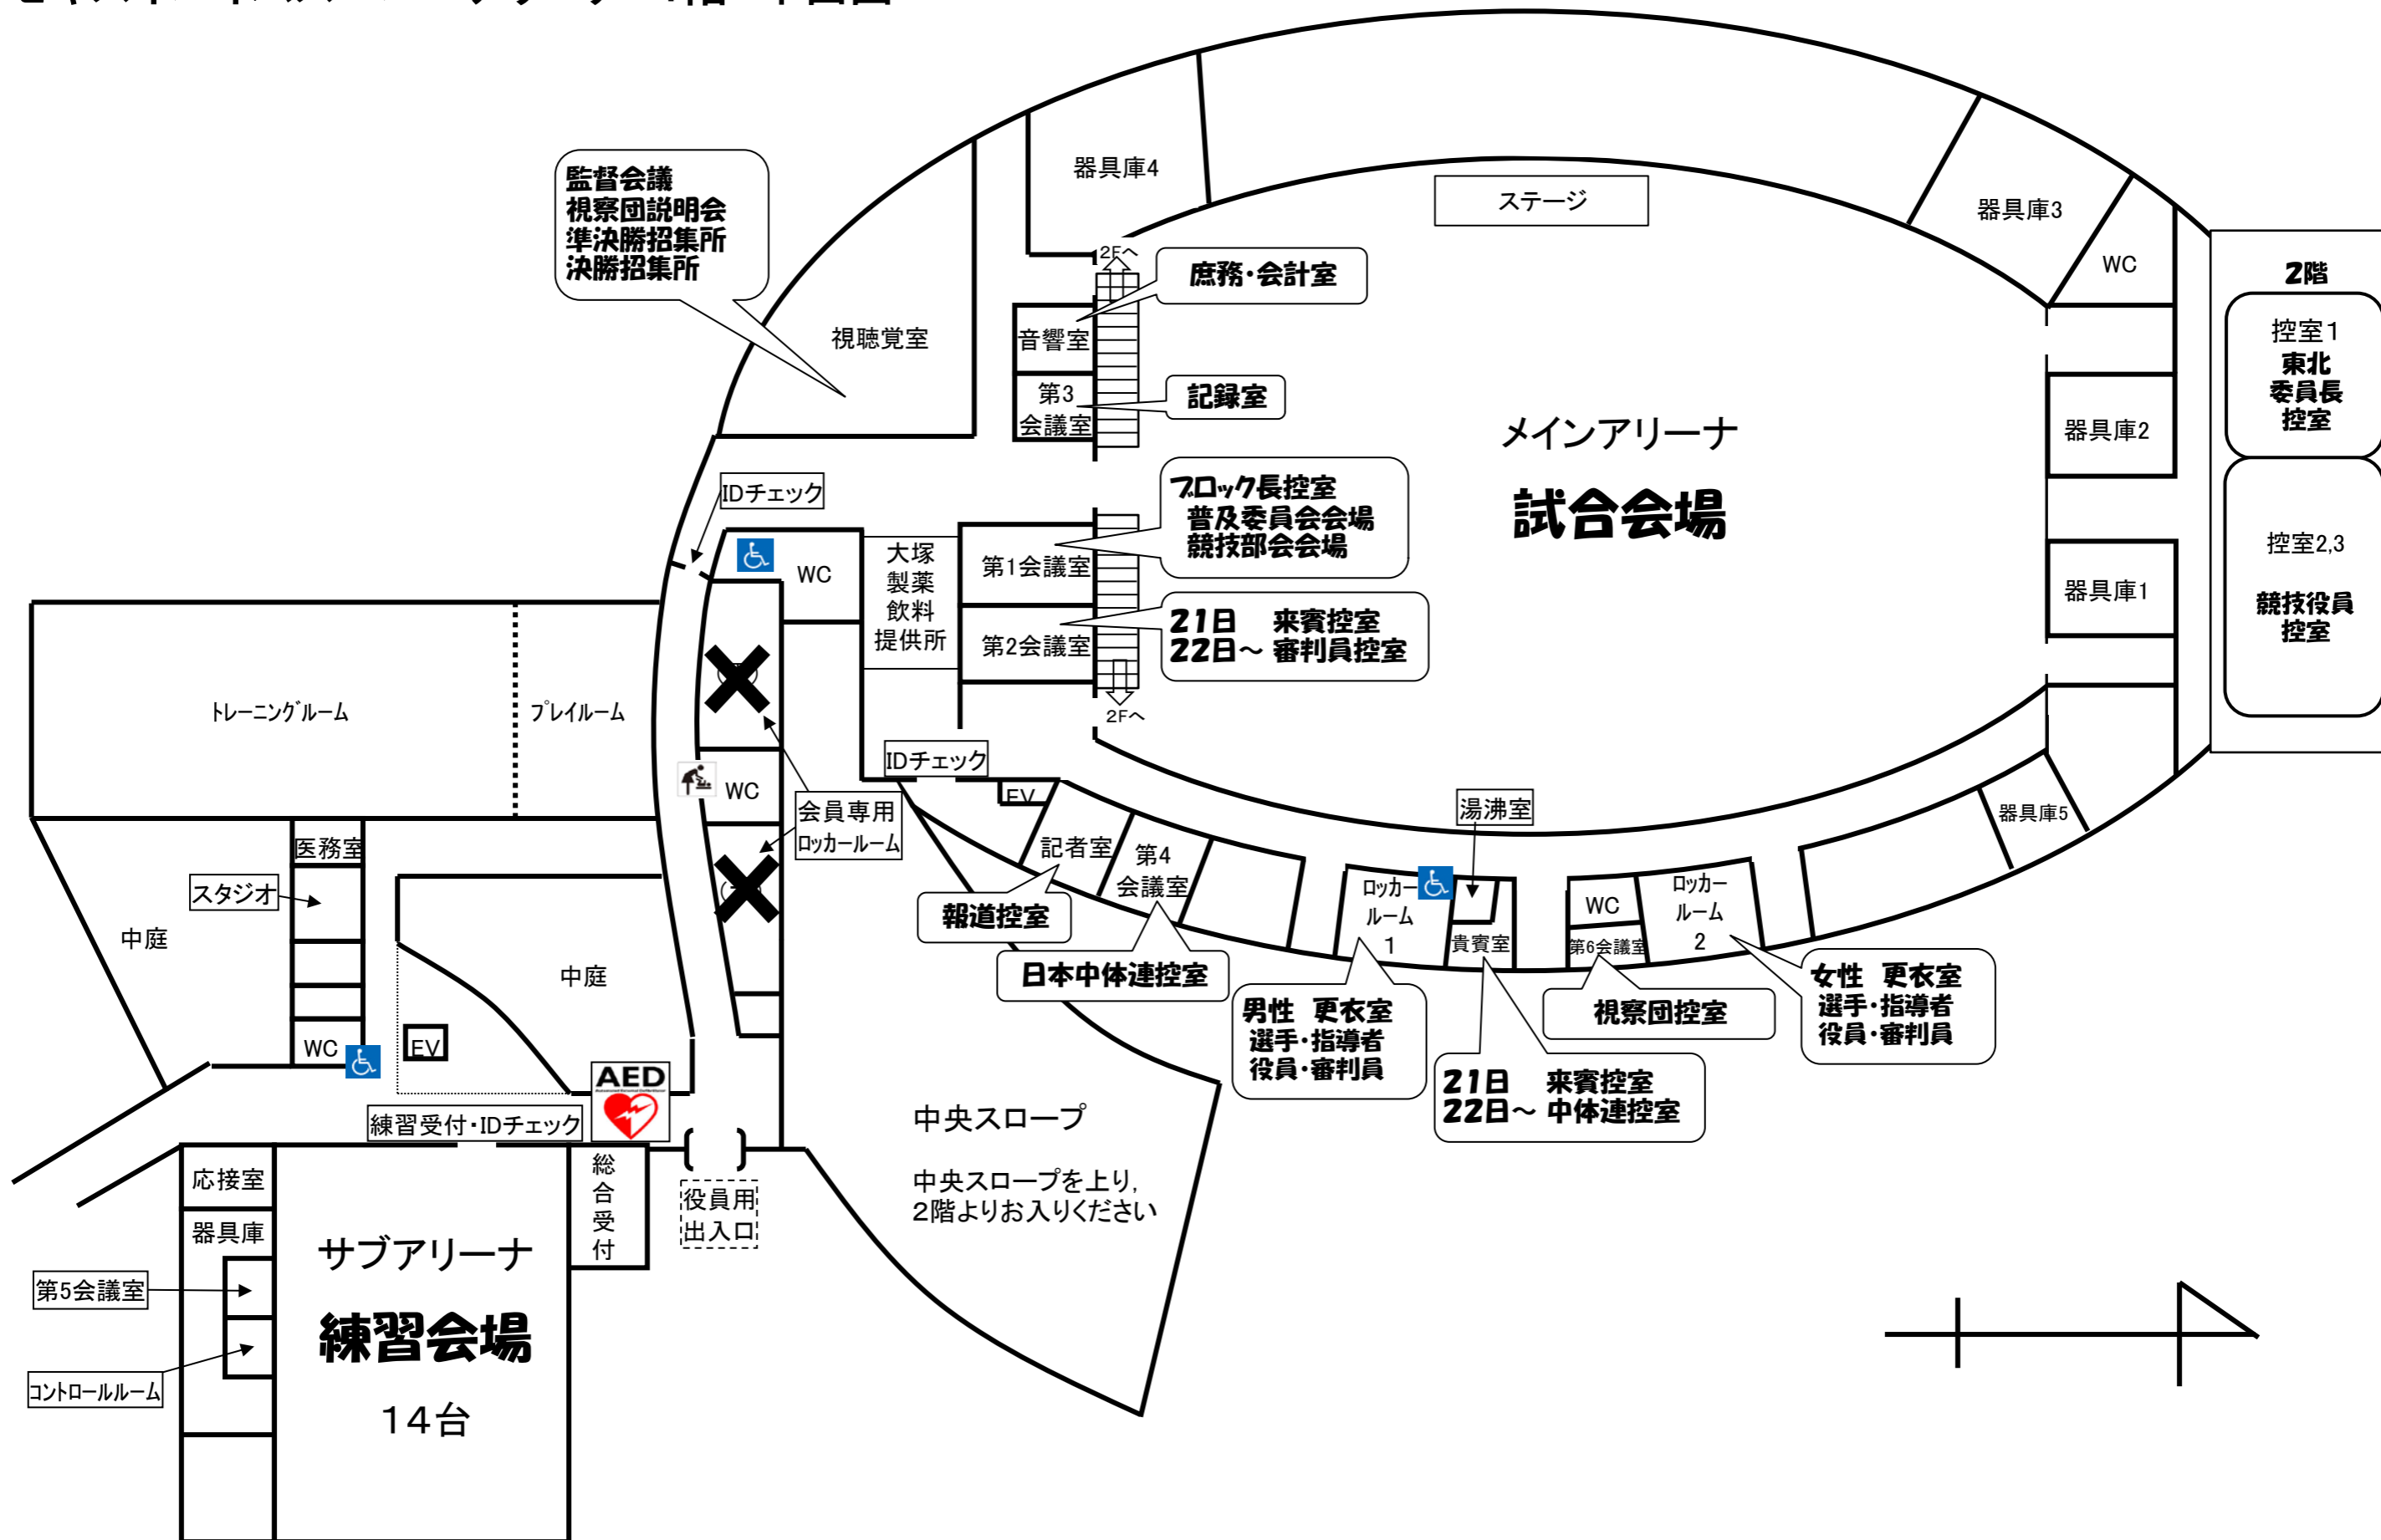 監督会議
視察団説明会
準決勝招集所
決勝招集所
器具庫4
ステージ
器具庫3
WC
2階
控室1
東北
委員長
控室
控室2,3
競技役員
控室
2Fへ
庶務・会計室
視聴覚室
音響室
第3
会議室
記録室
メインアリーナ
試合会場
器具庫2
器具庫1
IDチェック
WC
大塚
製薬
飲料
提供所
第1会議室
ブロック長控室
普及委員会会場
競技部会会場
第2会議室
21日 来賓控室
22日~ 審判員控室
2Fへ
トレーニングルーム
プレイルーム
WC
会員専用
ロッカールーム
IDチェック
EV
記者室
第4
会議室
報道控室
日本中体連控室
湯沸室
ロッカー
ルーム
1
貴賓室
WC
第6会議室
ロッカー
ルーム
2
器具庫5
男性 更衣室
選手・指導者
役員・審判員
21日 来賓控室
22日~ 中体連控室
視察団控室
女性 更衣室
選手・指導者
役員・審判員
医務室
スタジオ
中庭
中庭
WC
EV
AED
練習受付・IDチェック
総
合
受
付
役員用
出入口
中央スロープ
中央スロープを上り,
2階よりお入りください
応接室
器具庫
第5会議室
コントロールルーム
サブアリーナ
練習会場
14台